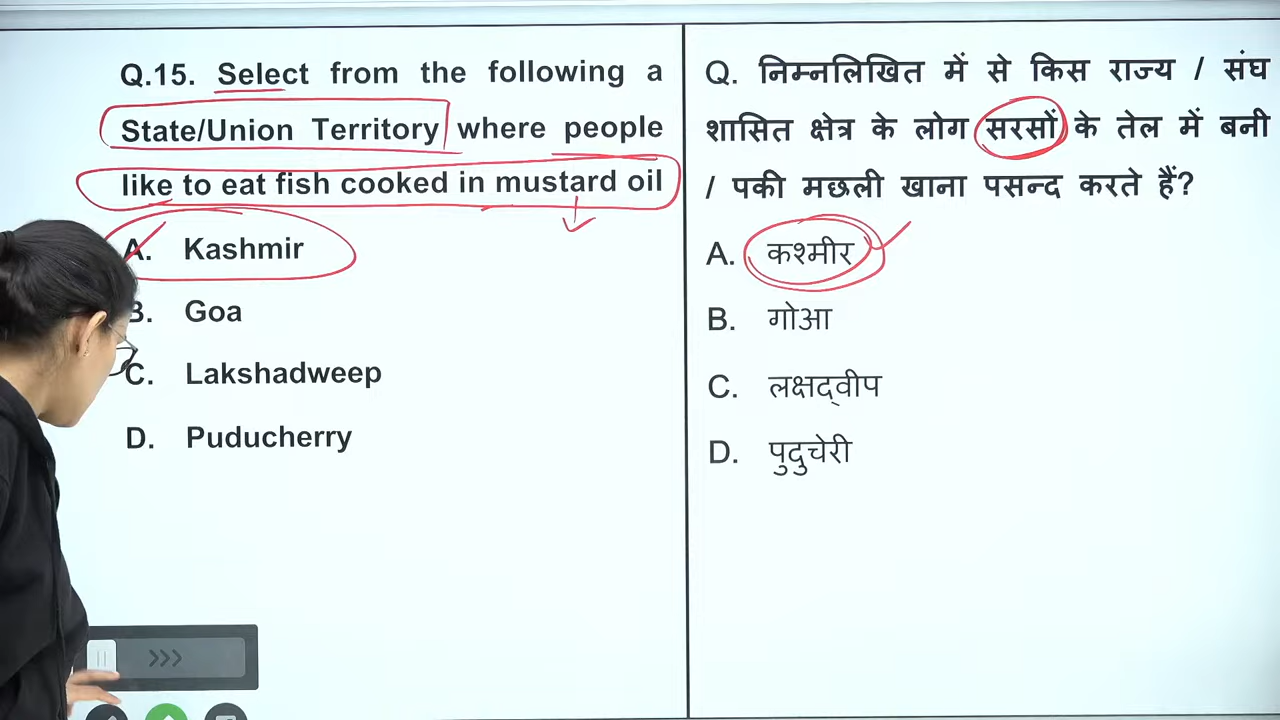 Q.15. Select from the following a
State/Union Territory where people
like to eat fish cooked in mustard oil
A. Kashmir
B. Goa
C. Lakshadweep
D. Puducherry
Q. निम्नलिखित में से किस राज्य / संघ
शासित क्षेत्र के लोग सरसों के तेल में बनी
/ पकी मछली खाना पसन्द करते हैं?
A. कश्मीर
B. गोआ
C. लक्षद्वीप
D. पुदुचेरी